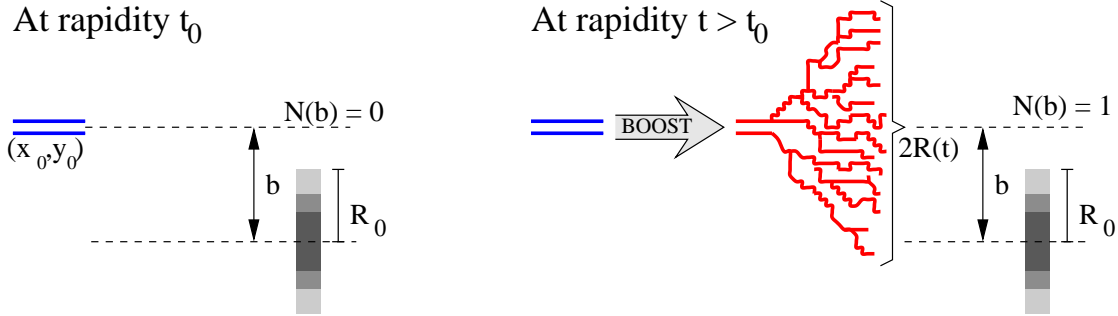 At rapidity t0
At rapidity t > t0
N(b) = 0
(x0,y0)
b
R0
BOOST
2R(t)
N(b) = 1
b
R0